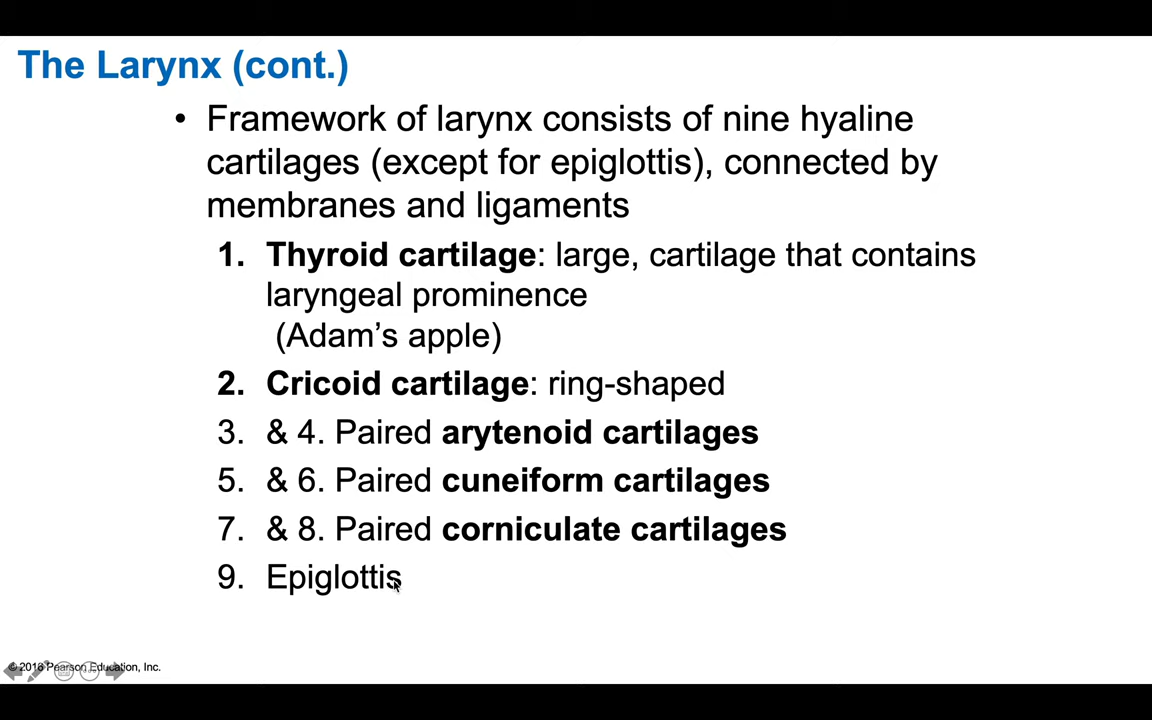 The Larynx (cont.)
• Framework of larynx consists of nine hyaline
cartilages (except for epiglottis), connected by
membranes and ligaments
1. Thyroid cartilage: large, cartilage that contains
laryngeal prominence
(Adam’s apple)
2. Cricoid cartilage: ring-shaped
3. & 4. Paired arytenoid cartilages
5. & 6. Paired cuneiform cartilages
7. & 8. Paired corniculate cartilages
9. Epiglottis
© 2016 Pearson Education, Inc.